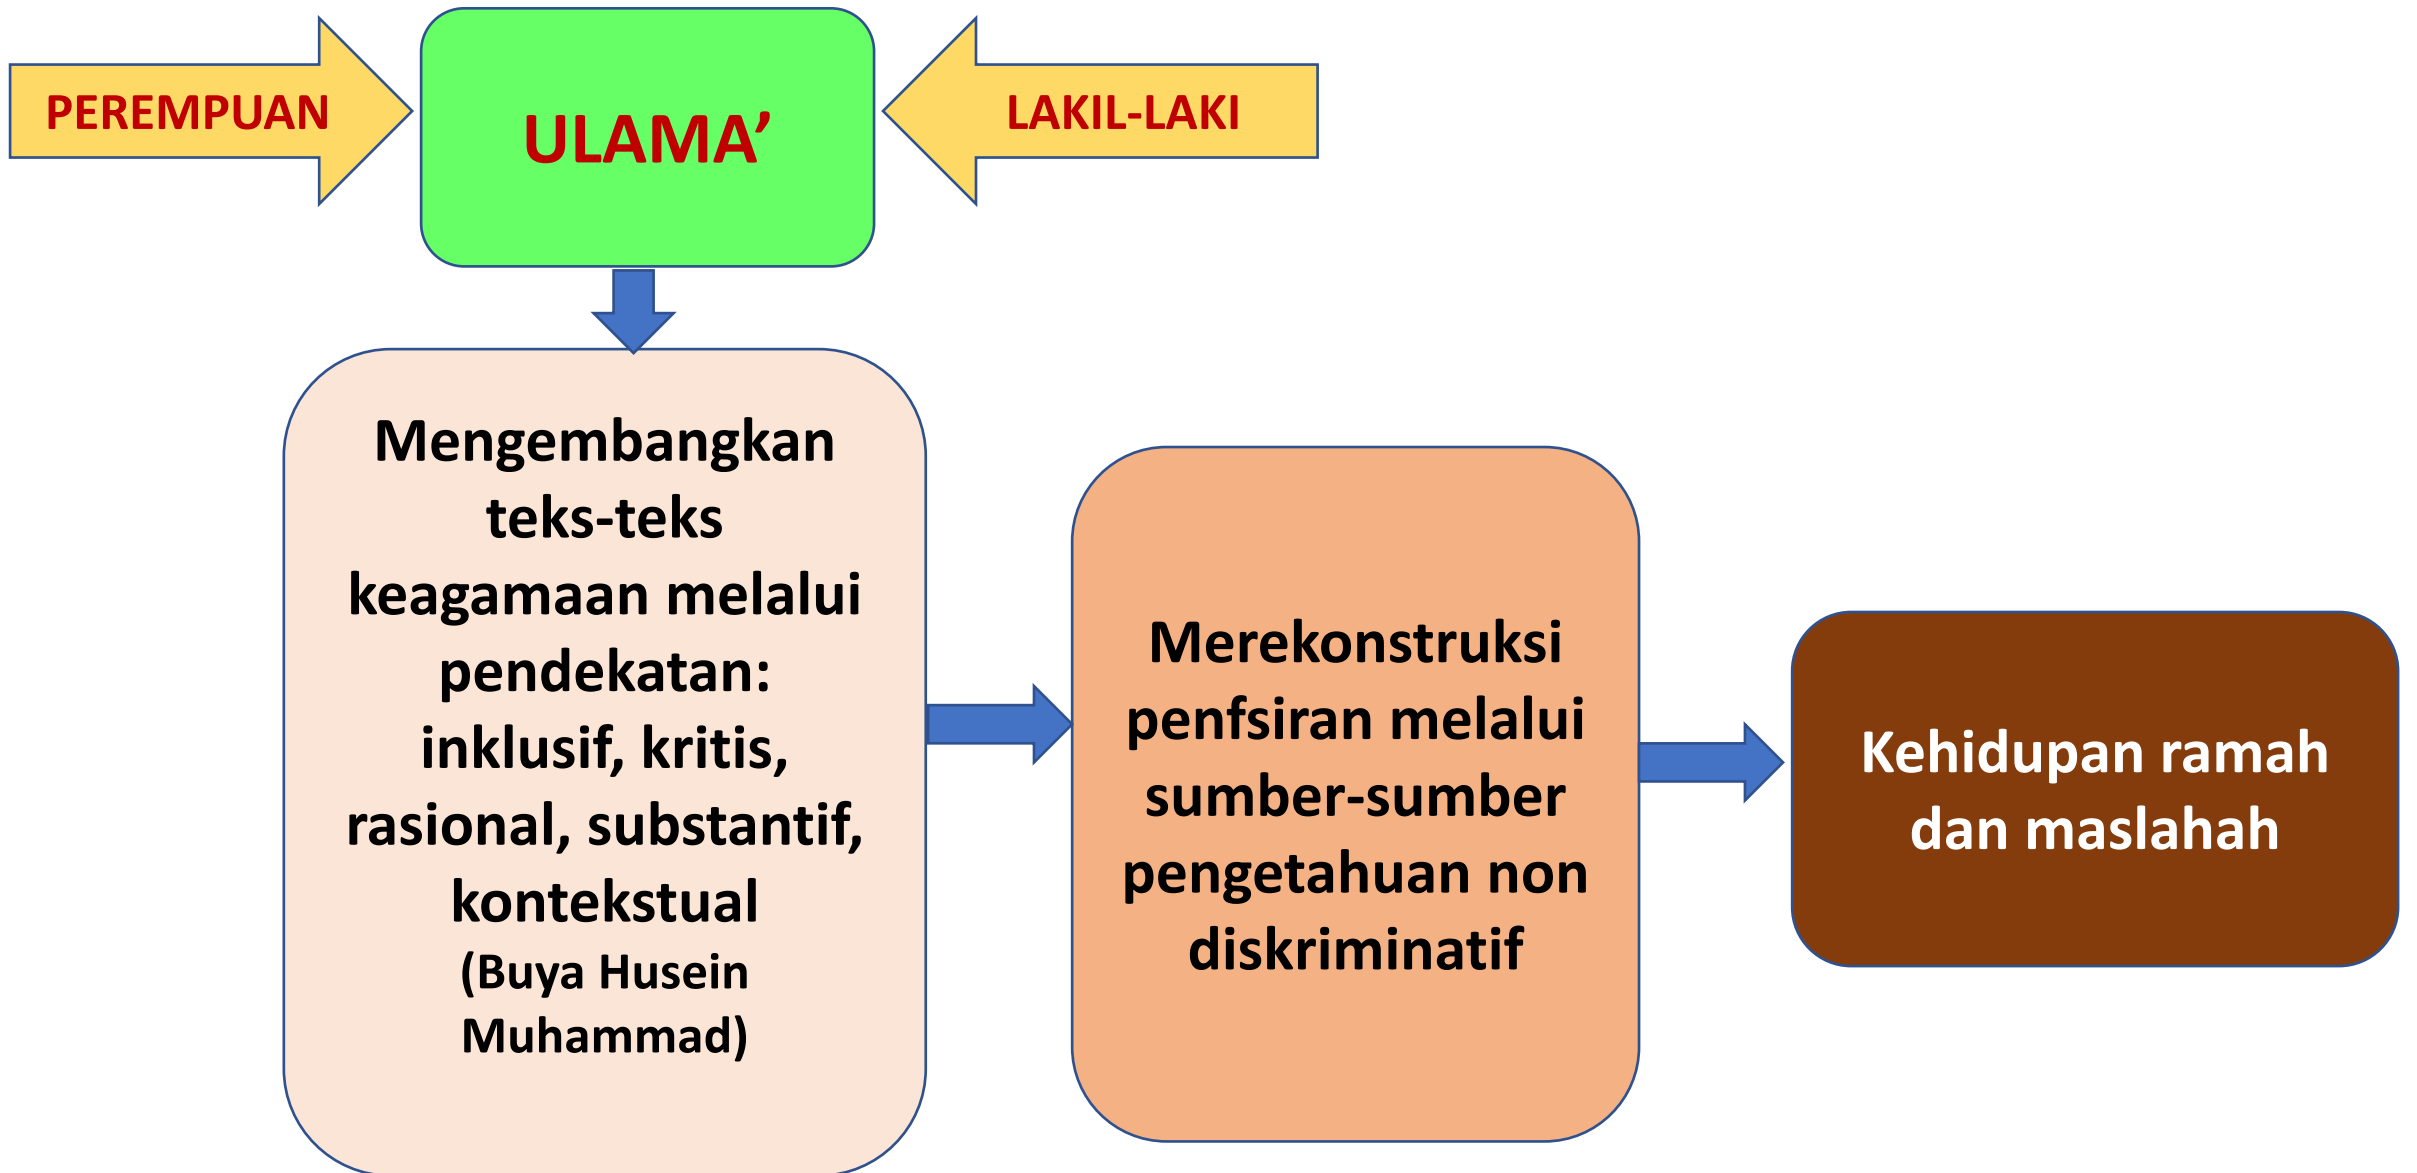 PEREMPUAN
ULAMA’
LAKIL-LAKI
Mengembangkan
teks-teks
keagamaan melalui
pendekatan:
inklusif, kritis,
rasional, substantif,
kontekstual
(Buya Husein
Muhammad)
Merekonstruksi
penfsiran melalui
sumber-sumber
pengetahuan non
diskriminatif
Kehidupan ramah
dan maslahah